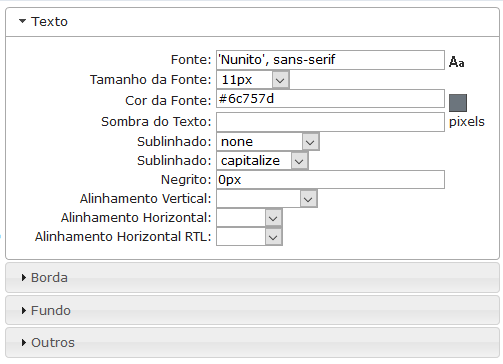 Texto
Fonte: 'Nunito', sans-serif Aa
Tamanho da Fonte: 11px
Cor da Fonte: #6c757d
Sombra do Texto: pixels
Sublinhado: none
Sublinhado: capitalize
Negrito: 0px
Alinhamento Vertical:
Alinhamento Horizontal:
Alinhamento Horizontal RTL:
Borda
Fundo
Outros